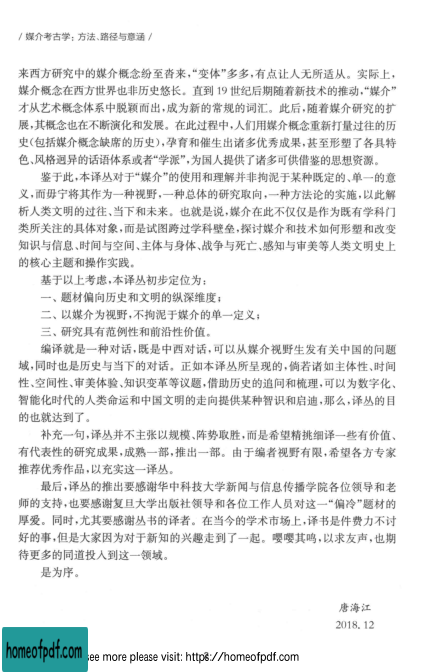 / 媒介考古学：方法、路径与意涵 /
来西方研究中的媒介概念纷至沓来，“变体”多多，有点让人无所适从。实际上，
媒介概念在西方世界也非历史悠长。直到 19 世纪后期随着新技术的推动，“媒介”
才从艺术概念体系中脱颖而出，成为新的常规的词汇。此后，随着媒介研究的扩
展，其概念也在不断演化和发展。在此过程中，人们用媒介概念重新打量过往的历
史（包括媒介概念缺席的历史），孕育和催生出诸多优秀成果，甚至形塑了各具特
色、风格迥异的话语体系或者“学派”，为国人提供了诸多可供借鉴的思想资源。
鉴于此，本译丛对于“媒介”的使用和理解并非拘泥于某种既定的、单一的意
义，而毋宁将其作为一种视野，一种总体的研究取向，一种方法论的实施，以此解
析人类文明的过往、当下和未来。也就是说，媒介在此不仅仅是作为既有学科门
类所关注的具体对象，而是试图跨过学科壁垒，探讨媒介和技术如何形塑和改变
知识与信息、时间与空间、主体与身体、战争与死亡、感知与审美等人类文明史上
的核心主题和操作实践。
基于以上考虑，本译丛初步定位为：
一、题材偏向历史和文明的纵深维度；
二、以媒介为视野，不拘泥于媒介的单一定义；
三、研究具有范例性和前沿性价值。
编译就是一种对话，既是中西对话，可以从媒介视野生发有关中国的问题
域，同时也是历史与当下的对话。正如本译丛所呈现的，倘若诸如主体性、时间
性、空间性、审美体验、知识变革等议题，借助历史的追问和梳理，可以为数字化、
智能化时代的人类命运和中国文明的走向提供某种智识和启迪，那么，译丛的目
的也就达到了。
补充一句，译丛并不主张以规模、阵势取胜，而是希望精挑细译一些有价值、
有代表性的研究成果，成熟一部，推出一部。由于编者视野有限，希望各方专家
推荐优秀作品，以充实这一译丛。
最后，译丛的推出要感谢华中科技大学新闻与信息传播学院各位领导和老
师的支持，也要感谢复旦大学出版社领导和各位工作人员对这一“偏冷”题材的
厚爱。同时，尤其要感谢丛书的译者。在当今的学术市场上，译书是件费力不讨
好的事，但是大家因为对于新知的兴趣走到了一起。嘤嘤其鸣，以求友声，也期
待更多的同道投入到这一领域。
是为序。
唐海江
2018.12
homeofpdf.com
see more please visit: https://homeofpdf.com